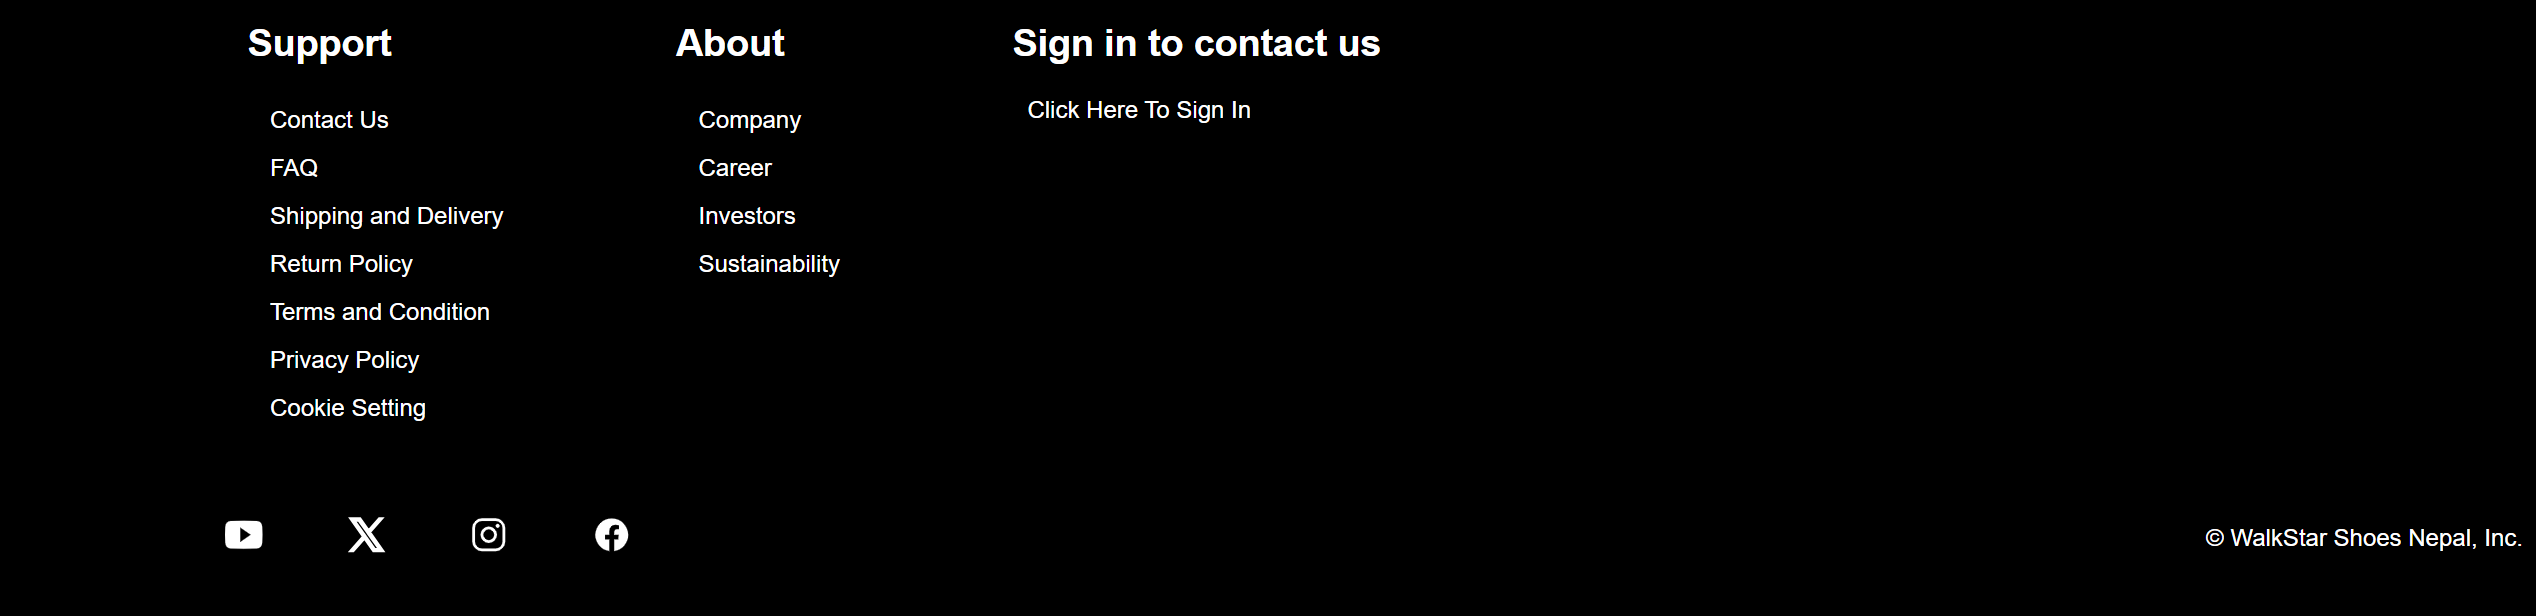 Support
Contact Us
FAQ
Shipping and Delivery
Return Policy
Terms and Condition
Privacy Policy
Cookie Setting
About
Company
Career
Investors
Sustainability
Sign in to contact us
Click Here To Sign In
© WalkStar Shoes Nepal, Inc.